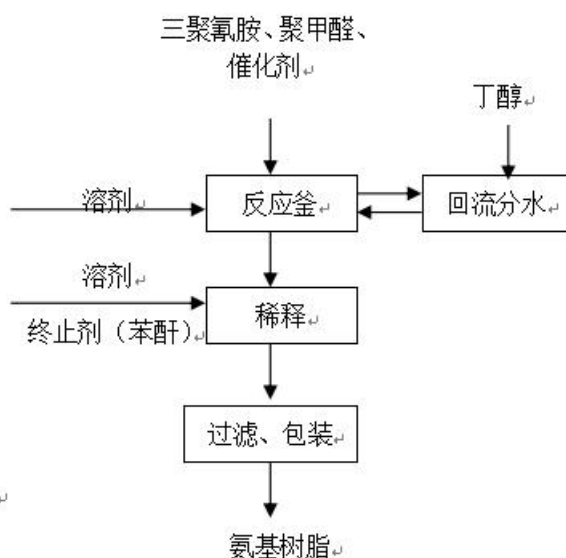 三聚氰胺、聚甲醛、
催化剂
丁醇
溶剂
反应釜
回流分水
溶剂
稀释
终止剂（苯酐）
过滤、包装
氨基树脂